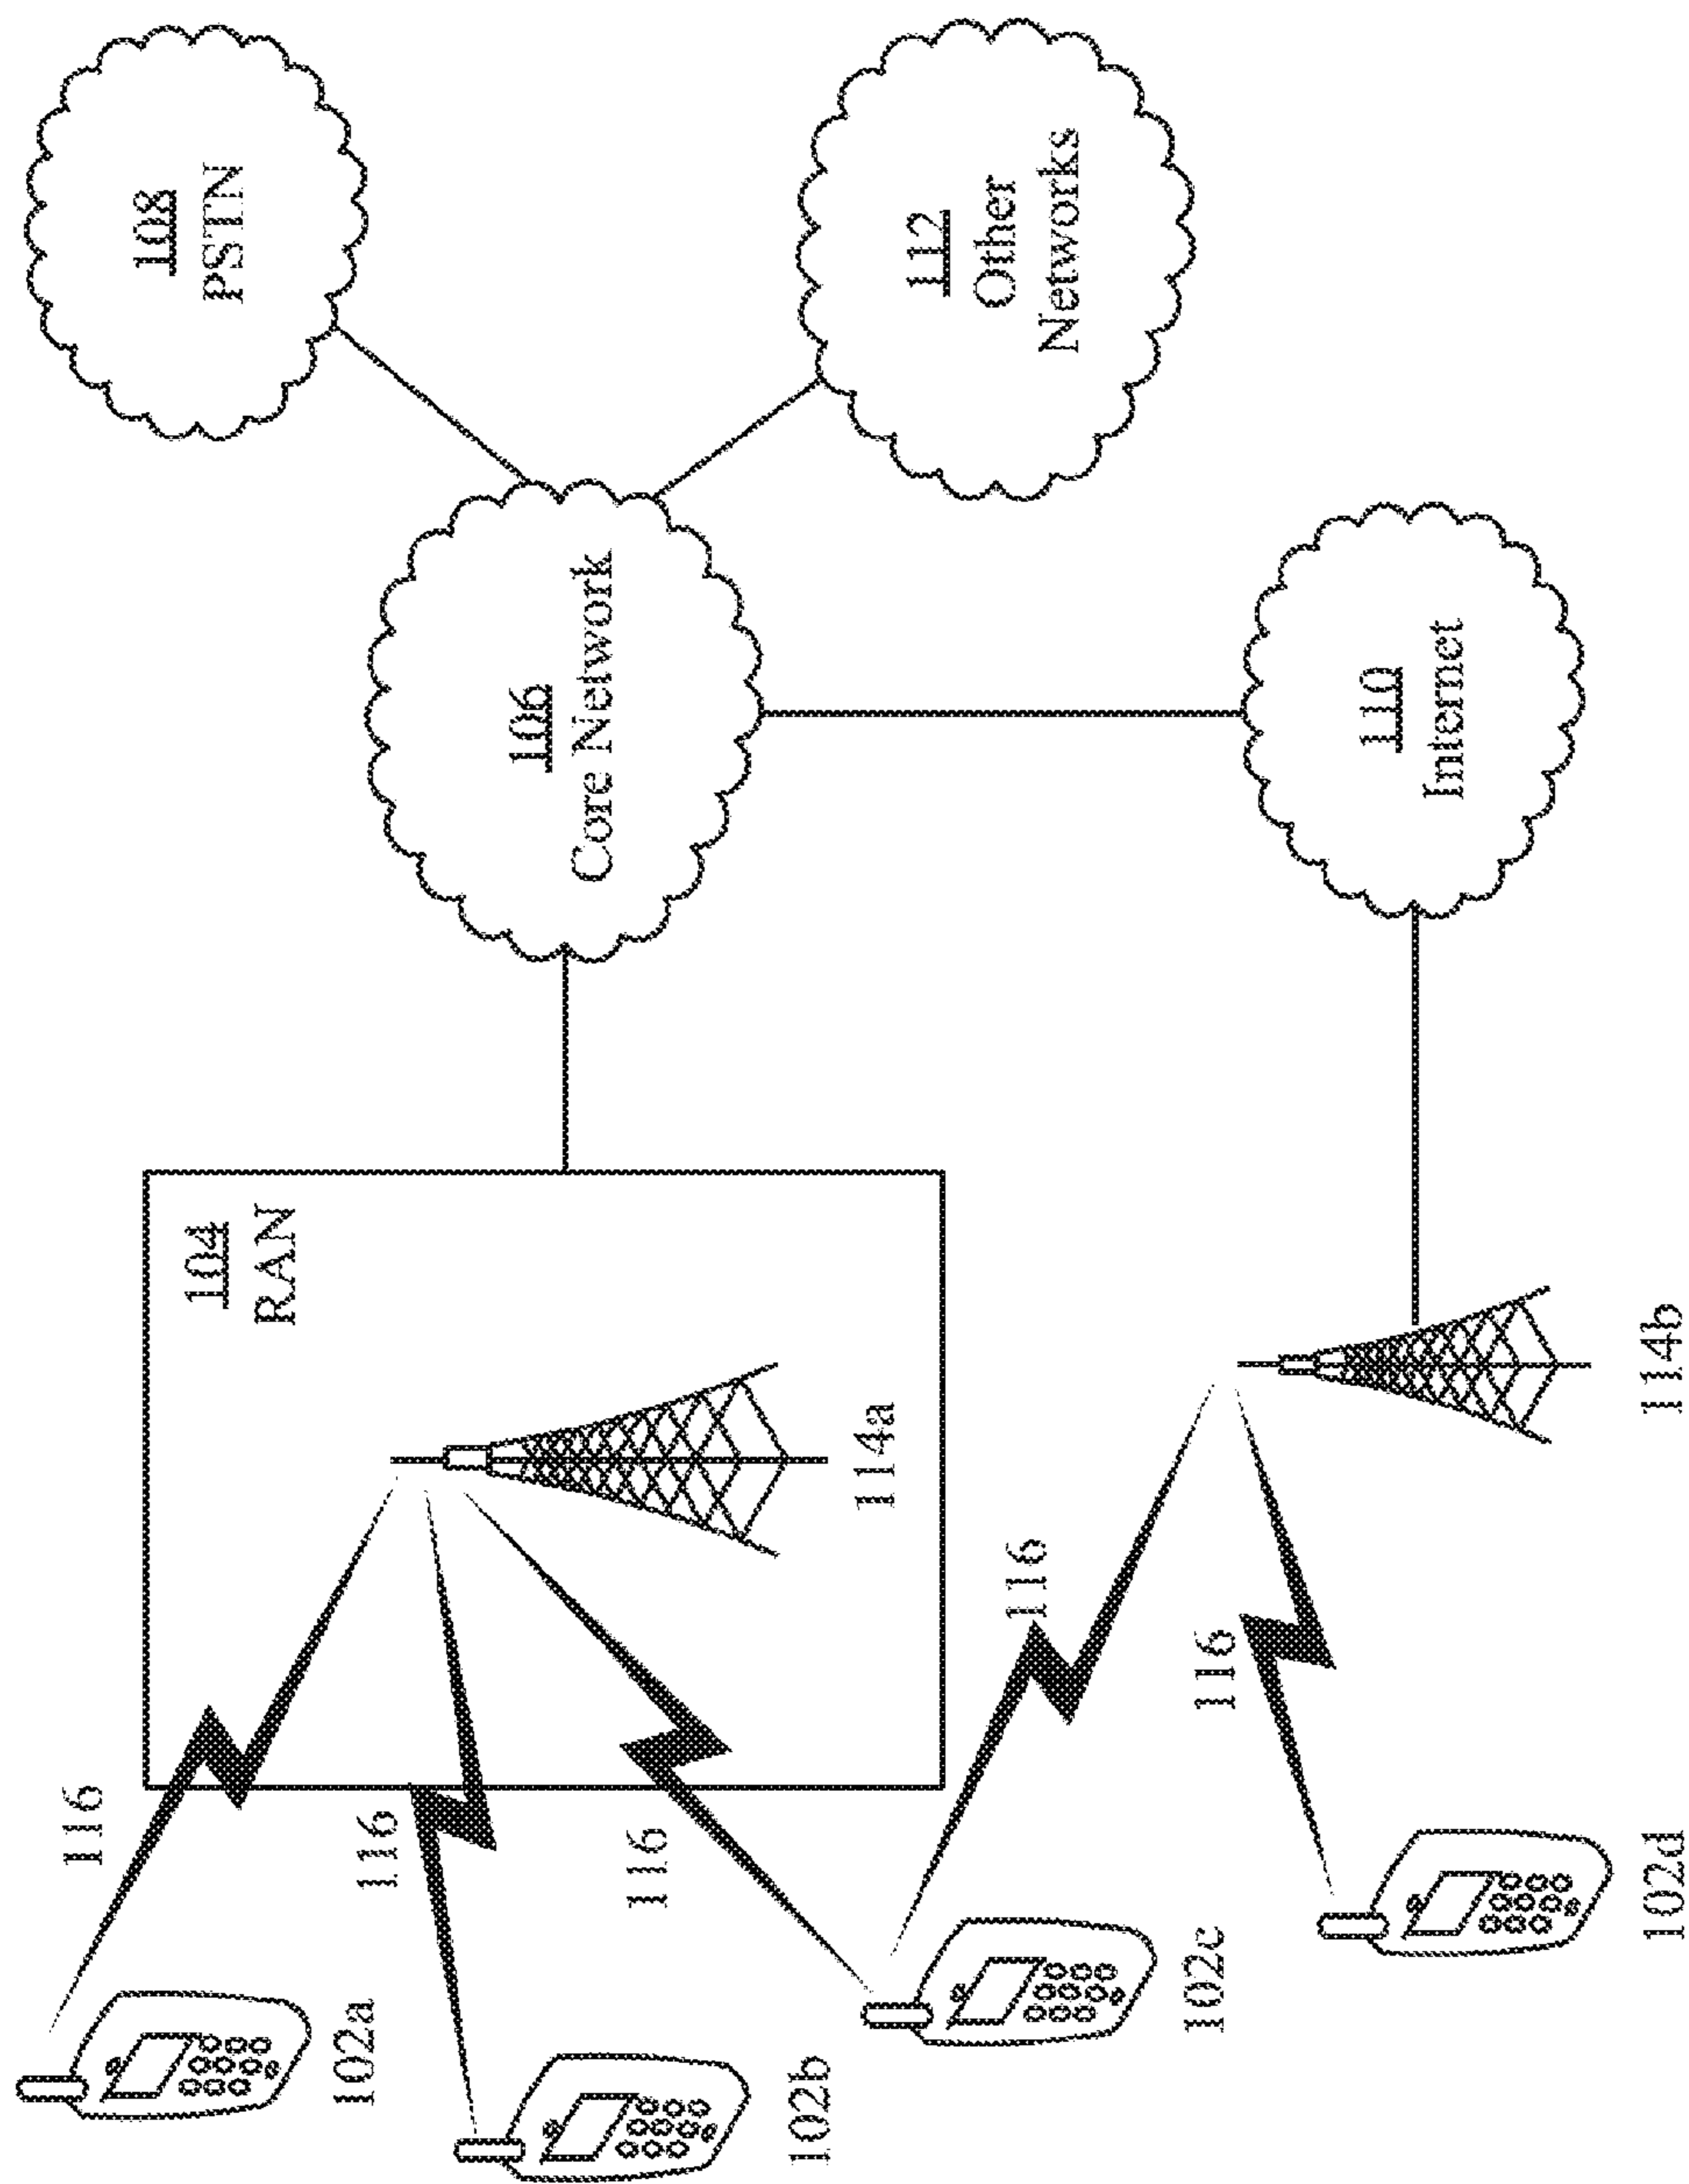 116
102a
116
102b
116
102c
116
116
102d
104
RAN
114a
114b
106
Core Network
108
PSTN
112
Other
Networks
110
Internet